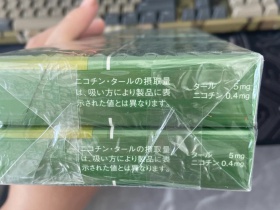 ニコチン・タールの摂取量
は、吸い方により製品に表
示された値とは異なります。
タール 5mg
ニコチン 0.4mg
ニコチン・タールの摂取量
は、吸い方により製品に表
示された値とは異なります。
タール 5mg
ニコチン 0.4mg